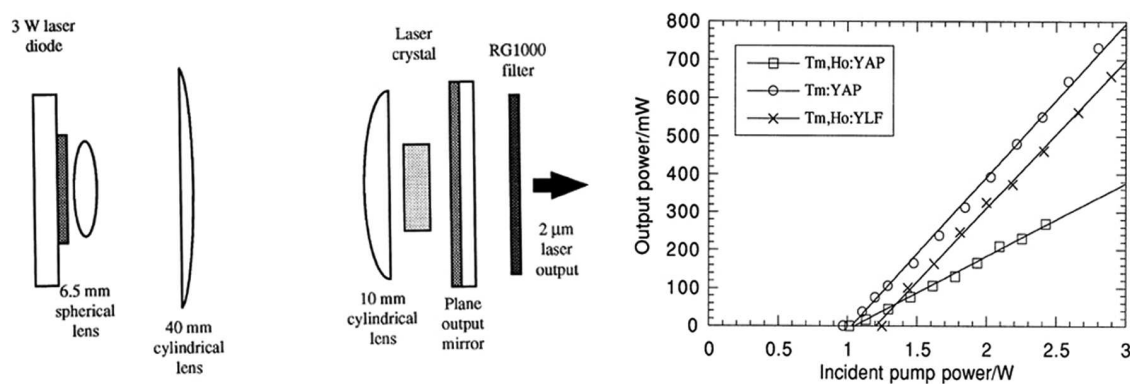 3 W laser
diode
6.5 mm
spherical
lens
40 mm
cylindrical
lens
Laser
crystal
10 mm
cylindrical
lens
Plane
output
mirror
RG1000
filter
2 μm
laser
output
Output power/mW
800
700
600
500
400
300
200
100
0
Tm,Ho:YAP
Tm:YAP
Tm,Ho:YLF
0 0.5 1 1.5 2 2.5 3
Incident pump power/W